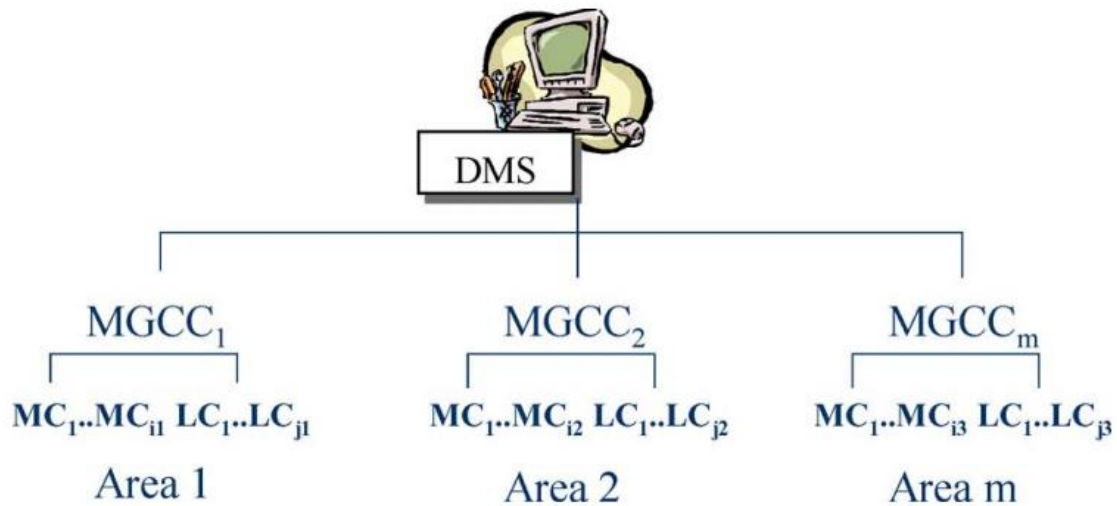 DMS
MGCC₁ MGCC₂ MGCCₘ
MC₁..MCᵢ₁ LC₁..LCⱼ₁ MC₁..MCᵢ₂ LC₁..LCⱼ₂ MC₁..MCᵢ₃ LC₁..LCⱼ₃
Area 1 Area 2 Area m